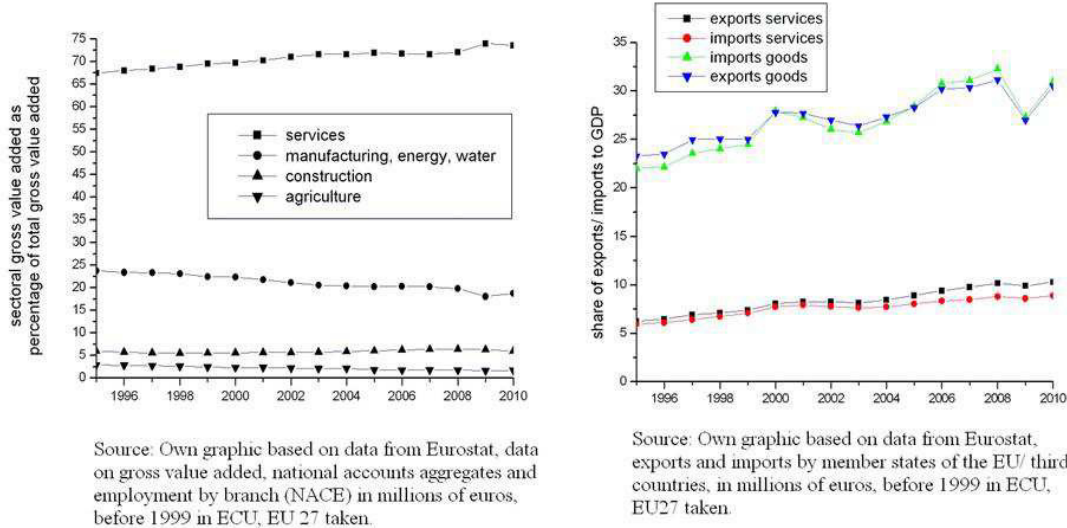 sectoral gross value added as
percentage of total gross value added
75
70
65
60
55
50
45
40
35
30
25
20
15
10
5
0
services
manufacturing, energy, water
construction
agriculture
1996 1998 2000 2002 2004 2006 2008 2010
Source: Own graphic based on data from Eurostat, data
on gross value added, national accounts aggregates and
employment by branch (NACE) in millions of euros,
before 1999 in ECU, EU 27 taken.
exports services
imports services
imports goods
exports goods
share of exports/ imports to GDP
35
30
25
20
15
10
5
0
1996 1998 2000 2002 2004 2006 2008 2010
Source: Own graphic based on data from Eurostat,
exports and imports by member states of the EU/ third
countries, in millions of euros, before 1999 in ECU,
EU27 taken.